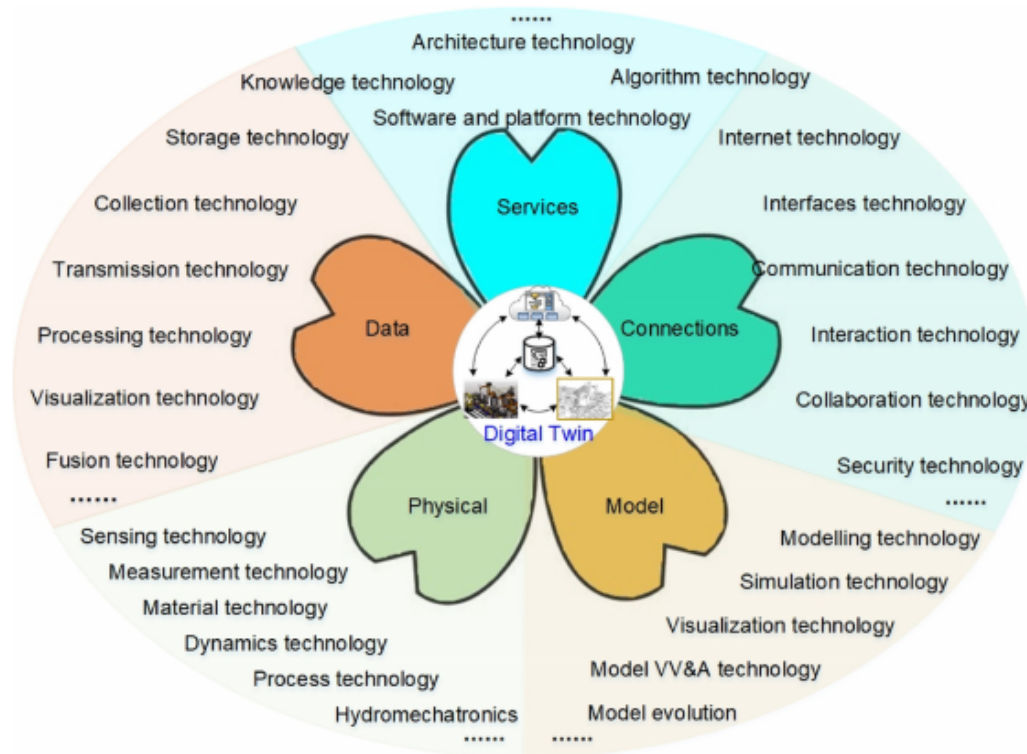 ......
Architecture technology
Knowledge technology
Algorithm technology
Software and platform technology
Services
Storage technology
Collection technology
Transmission technology
Processing technology
Visualization technology
Fusion technology
......
Data
Internet technology
Interfaces technology
Communication technology
Interaction technology
Collaboration technology
Security technology
......
Connections
Digital Twin
Physical
Sensing technology
Measurement technology
Material technology
Dynamics technology
Process technology
Hydromechatronics
......
Model
Modelling technology
Simulation technology
Visualization technology
Model VV&A technology
Model evolution
......